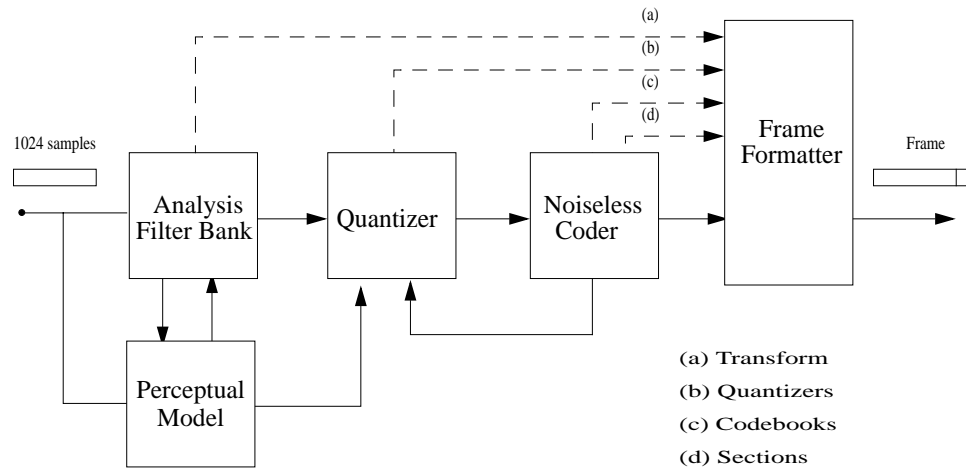 (a)
(b)
(c)
(d)
1024 samples
Frame
Analysis
Filter Bank
Quantizer
Noiseless
Coder
Frame
Formatter
Perceptual
Model
(a) Transform
(b) Quantizers
(c) Codebooks
(d) Sections